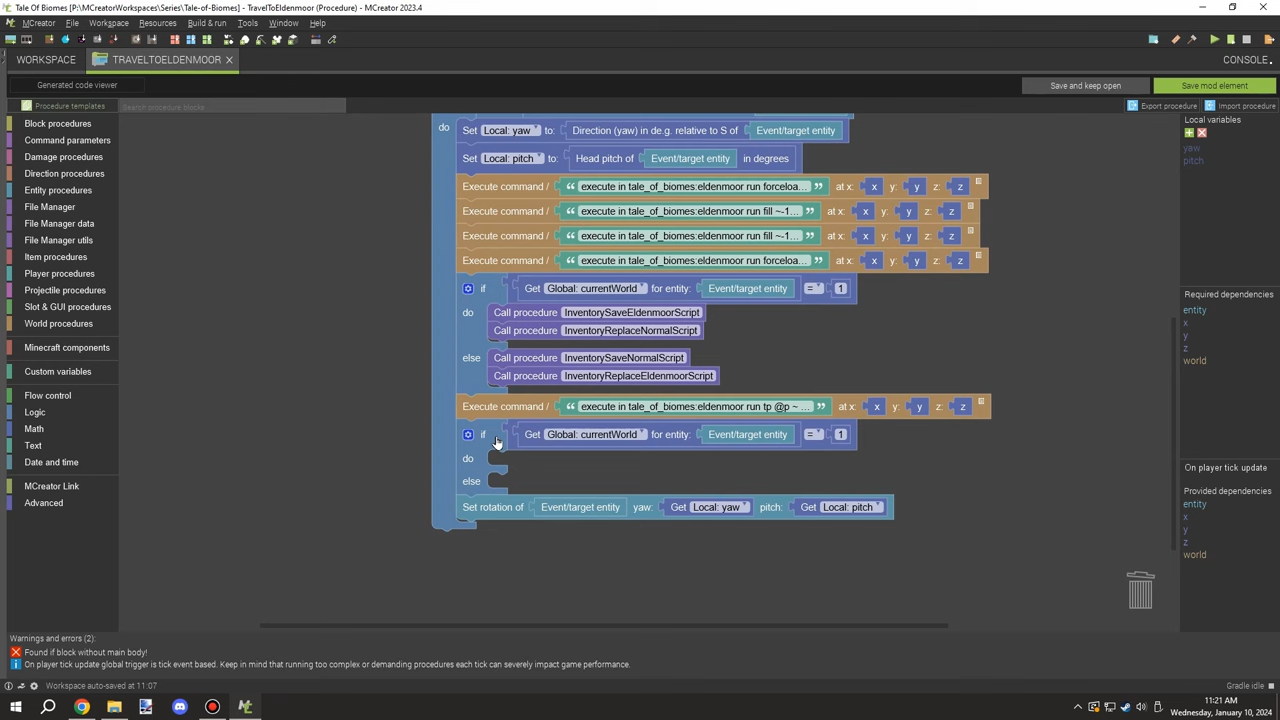 Tale Of Biomes [P:\MCreatorWorkspaces\Series\Tale-of-Biomes] - TravelToEldenmoor (Procedure) - MCreator 2023.4
MCreator File Workspace Resources Build & run Tools Window Help
WORKSPACE TRAVELTOELDENMOOR CONSOLE
Generated code viewer Save and keep open Save mod element
Procedure templates Search procedure blocks... Export procedure Import procedure
Block procedures
Command parameters
Damage procedures
Direction procedures
Entity procedures
File Manager
File Manager data
File Manager utils
Item procedures
Player procedures
Projectile procedures
Slot & GUI procedures
World procedures
Minecraft components
Custom variables
Flow control
Logic
Math
Text
Date and time
MCreator Link
Advanced
do Set Local: yaw to: Direction (yaw) in de.g. relative to S of Event/target entity
Set Local: pitch to: Head pitch of Event/target entity in degrees
Execute command / “ execute in tale_of_biomes:eldenmoor run forceloa... ” at x: x y: y z: z
Execute command / “ execute in tale_of_biomes:eldenmoor run fill ~-1... ” at x: x y: y z: z
Execute command / “ execute in tale_of_biomes:eldenmoor run fill ~-1... ” at x: x y: y z: z
Execute command / “ execute in tale_of_biomes:eldenmoor run forceloa... ” at x: x y: y z: z
if Get Global: currentWorld for entity: Event/target entity = 1
do Call procedure InventorySaveEldenmoorScript
Call procedure InventoryReplaceNormalScript
else Call procedure InventorySaveNormalScript
Call procedure InventoryReplaceEldenmoorScript
Execute command / “ execute in tale_of_biomes:eldenmoor run tp @p ~ ... ” at x: x y: y z: z
if Get Global: currentWorld for entity: Event/target entity = 1
do
else
Set rotation of Event/target entity yaw: Get Local: yaw pitch: Get Local: pitch
Local variables
yaw
pitch
Required dependencies
entity
x
y
z
world
On player tick update
Provided dependencies
entity
x
y
z
world
Warnings and errors (2):
Found if block without main body!
On player tick update global trigger is tick event based. Keep in mind that running too complex or demanding procedures each tick can severely impact game performance.
Workspace auto-saved at 11:07 Gradle idle
11:21 AM
Wednesday, January 10, 2024